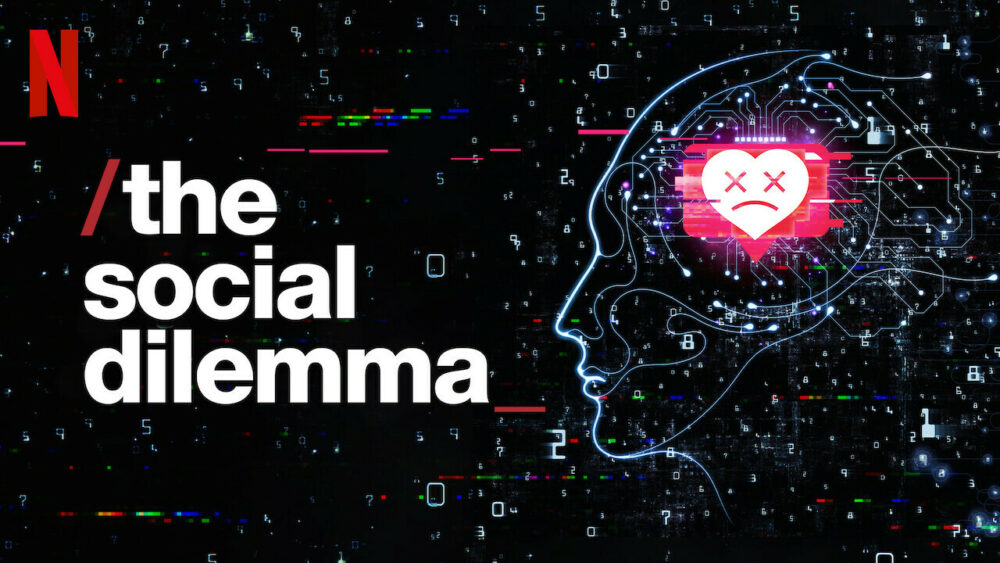 N
/the
social
dilemma_